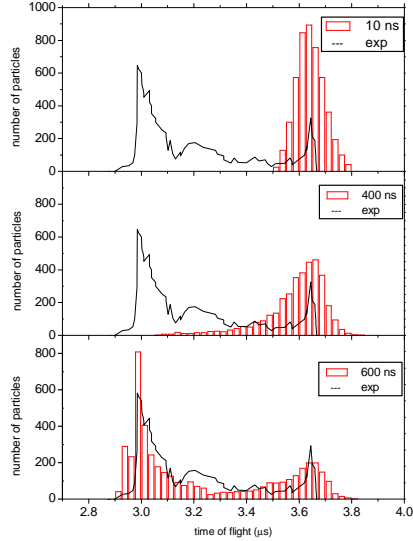 1000
800
600
400
200
0
number of particles
10 ns
--- exp
800
600
400
200
0
number of particles
400 ns
--- exp
800
600
400
200
0
number of particles
600 ns
--- exp
2.8 3.0 3.2 3.4 3.6 3.8 4.0
time of flight (μs)